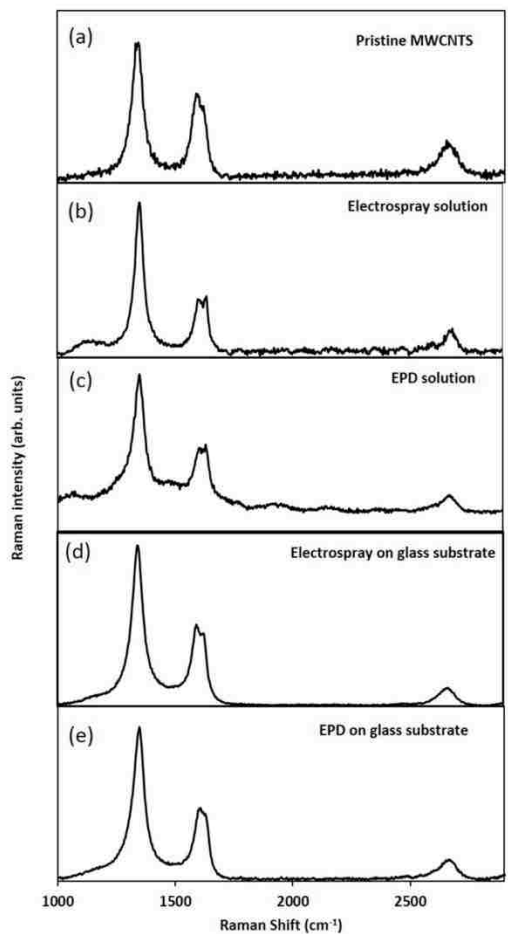 (a)
Pristine MWCNTS
(b)
Electrospray solution
(c)
EPD solution
(d)
Electrospray on glass substrate
(e)
EPD on glass substrate
Raman intensity (arb. units)
1000 1500 2000 2500
Raman Shift (cm⁻¹)